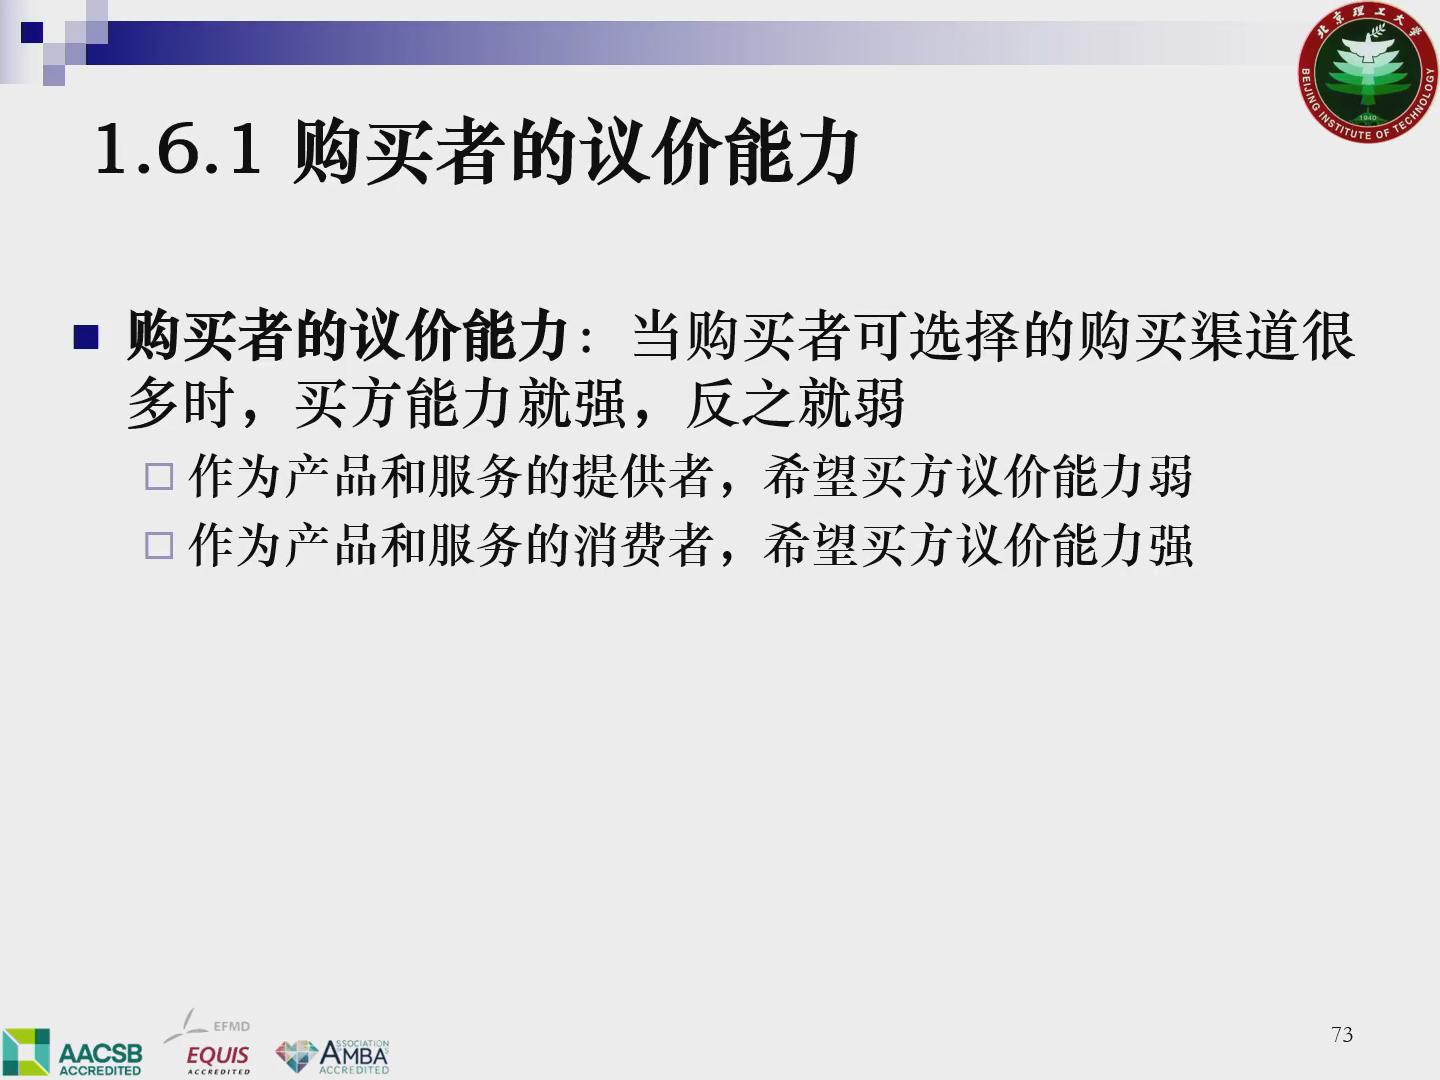 北京理工大学
BEIJING INSTITUTE OF TECHNOLOGY
1940
1.6.1 购买者的议价能力
购买者的议价能力：当购买者可选择的购买渠道很
多时，买方能力就强，反之就弱
作为产品和服务的提供者，希望买方议价能力弱
作为产品和服务的消费者，希望买方议价能力强
AACSB
ACCREDITED
EFMD
EQUIS
ACCREDITED
ASSOCIATION
AMBA
ACCREDITED
73